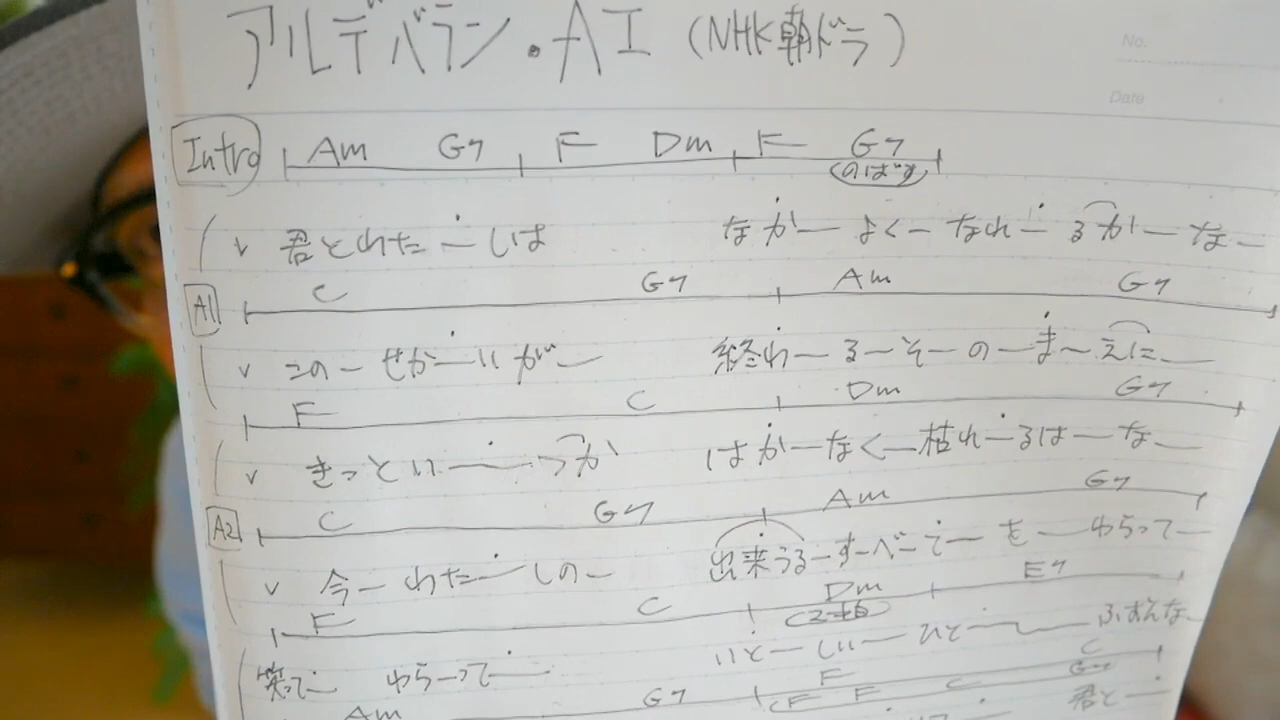 アルデバラン・AI (NHK朝ドラ)
No.
Date
Intro Am G7 F Dm F G7
のばす
君とわたーしは なかーよくーなれーるかーなー
A1 C G7 Am G7
このーせかーいがー 終わーるーそーのーまーえにー
F C Dm G7
きっといーつか はかーなくー枯れーるはーなー
A2 C G7 Am G7
今ーわたーしのー 出来うるーすーべーてーをーわらってー
F C Dm E7
2拍
笑ってー わらーってー いとーしいーひとー
Am G7 F C
F F C G7
君とー